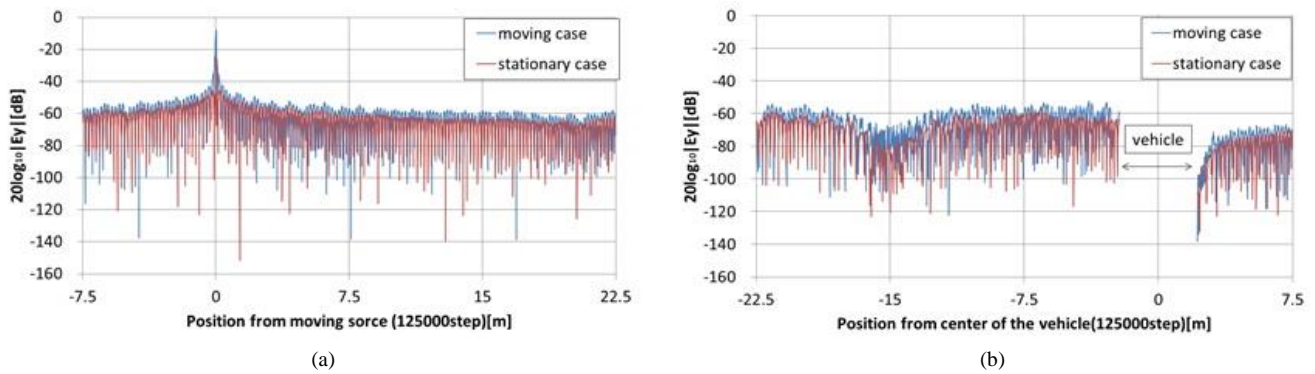 0
-20
-40
-60
-80
-100
-120
-140
-160
20log₁₀|Ey|[dB]
moving case
stationary case
-7.5 0 7.5 15 22.5
Position from moving sorce (125000step)[m]
(a)
0
-20
-40
-60
-80
-100
-120
-140
-160
20log₁₀|Ey|[dB]
moving case
stationary case
vehicle
-22.5 -15 -7.5 0 7.5
Position from center of the vehicle(125000step)[m]
(b)